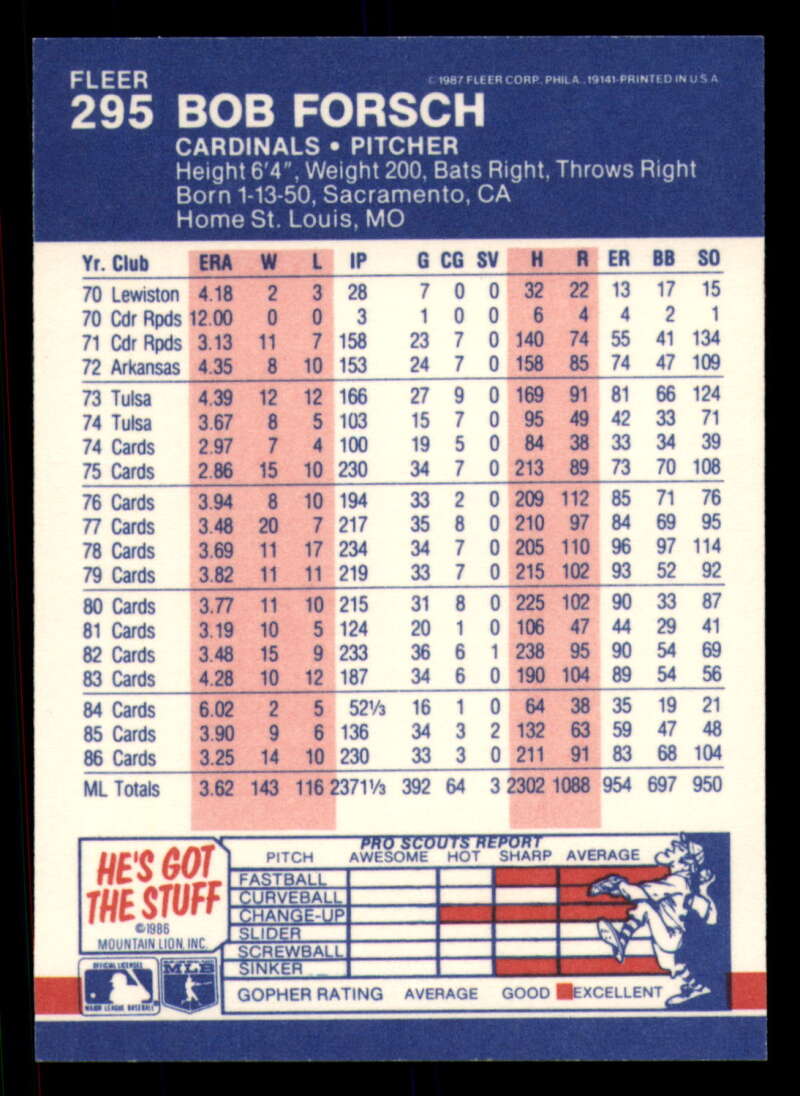 FLEER © 1987 FLEER CORP. PHILA., 19141-PRINTED IN U.S.A.
295 BOB FORSCH
CARDINALS • PITCHER
Height 6'4", Weight 200, Bats Right, Throws Right
Born 1-13-50, Sacramento, CA
Home St. Louis, MO
Yr. Club ERA W L IP G CG SV H R ER BB SO
70 Lewiston 4.18 2 3 28 7 0 0 32 22 13 17 15
70 Cdr Rpds 12.00 0 0 3 1 0 0 6 4 4 2 1
71 Cdr Rpds 3.13 11 7 158 23 7 0 140 74 55 41 134
72 Arkansas 4.35 8 10 153 24 7 0 158 85 74 47 109
73 Tulsa 4.39 12 12 166 27 9 0 169 91 81 66 124
74 Tulsa 3.67 8 5 103 15 7 0 95 49 42 33 71
74 Cards 2.97 7 4 100 19 5 0 84 38 33 34 39
75 Cards 2.86 15 10 230 34 7 0 213 89 73 70 108
76 Cards 3.94 8 10 194 33 2 0 209 112 85 71 76
77 Cards 3.48 20 7 217 35 8 0 210 97 84 69 95
78 Cards 3.69 11 17 234 34 7 0 205 110 96 97 114
79 Cards 3.82 11 11 219 33 7 0 215 102 93 52 92
80 Cards 3.77 11 10 215 31 8 0 225 102 90 33 87
81 Cards 3.19 10 5 124 20 1 0 106 47 44 29 41
82 Cards 3.48 15 9 233 36 6 1 238 95 90 54 69
83 Cards 4.28 10 12 187 34 6 0 190 104 89 54 56
84 Cards 6.02 2 5 52⅓ 16 1 0 64 38 35 19 21
85 Cards 3.90 9 6 136 34 3 2 132 63 59 47 48
86 Cards 3.25 14 10 230 33 3 0 211 91 83 68 104
ML Totals 3.62 143 116 2371⅓ 392 64 3 2302 1088 954 697 950
HE'S GOT
THE STUFF
©1986
MOUNTAIN LION, INC.
PRO SCOUTS REPORT
PITCH AWESOME HOT SHARP AVERAGE
FASTBALL
CURVEBALL
CHANGE-UP
SLIDER
SCREWBALL
SINKER
GOPHER RATING AVERAGE GOOD EXCELLENT
OFFICIAL LICENSEE
MAJOR LEAGUE BASEBALL
MLB